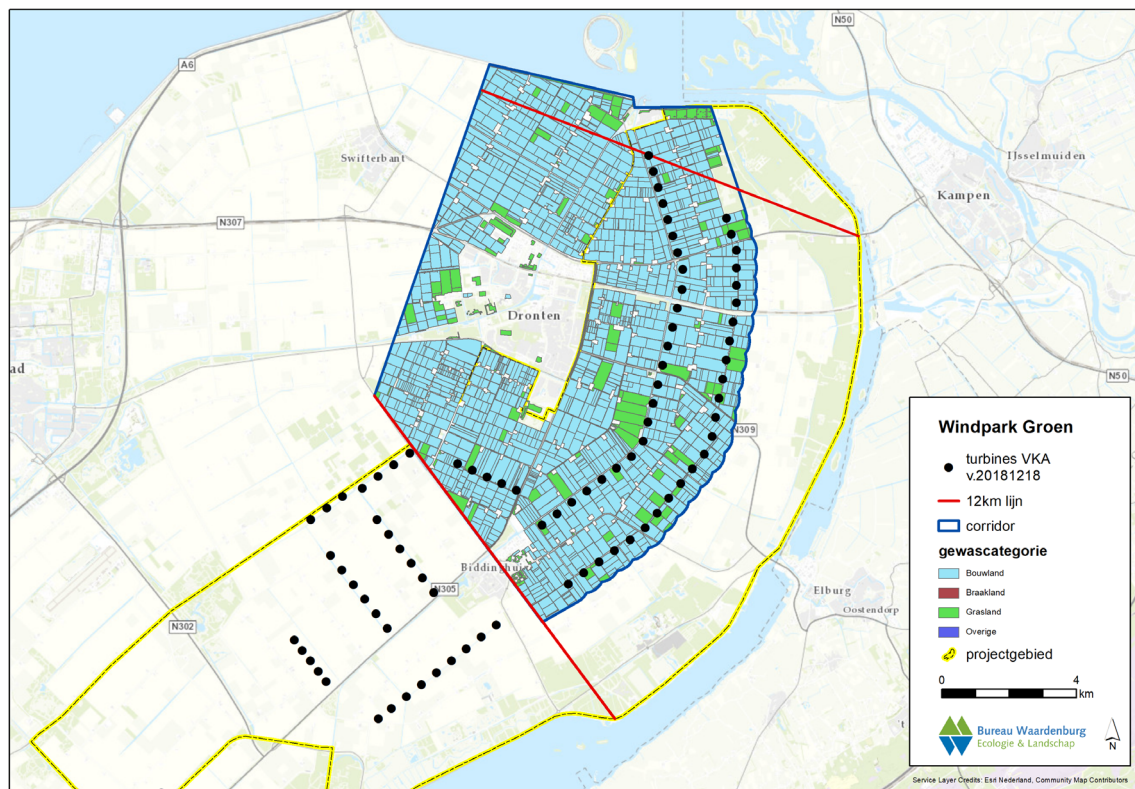 A6
N50
Swifterbant
IJsselmuiden
Kampen
N307
Dronten
ad
N50
N309
Biddinghui
N305
Elburg
Oostendorp
N302
't
Windpark Groen
turbines VKA
v.20181218
12km lijn
corridor
gewascategorie
Bouwland
Braakland
Grasland
Overige
projectgebied
0 4
km
Bureau Waardenburg
Ecologie & Landschap
N
Service Layer Credits: Esri Nederland, Community Map Contributors